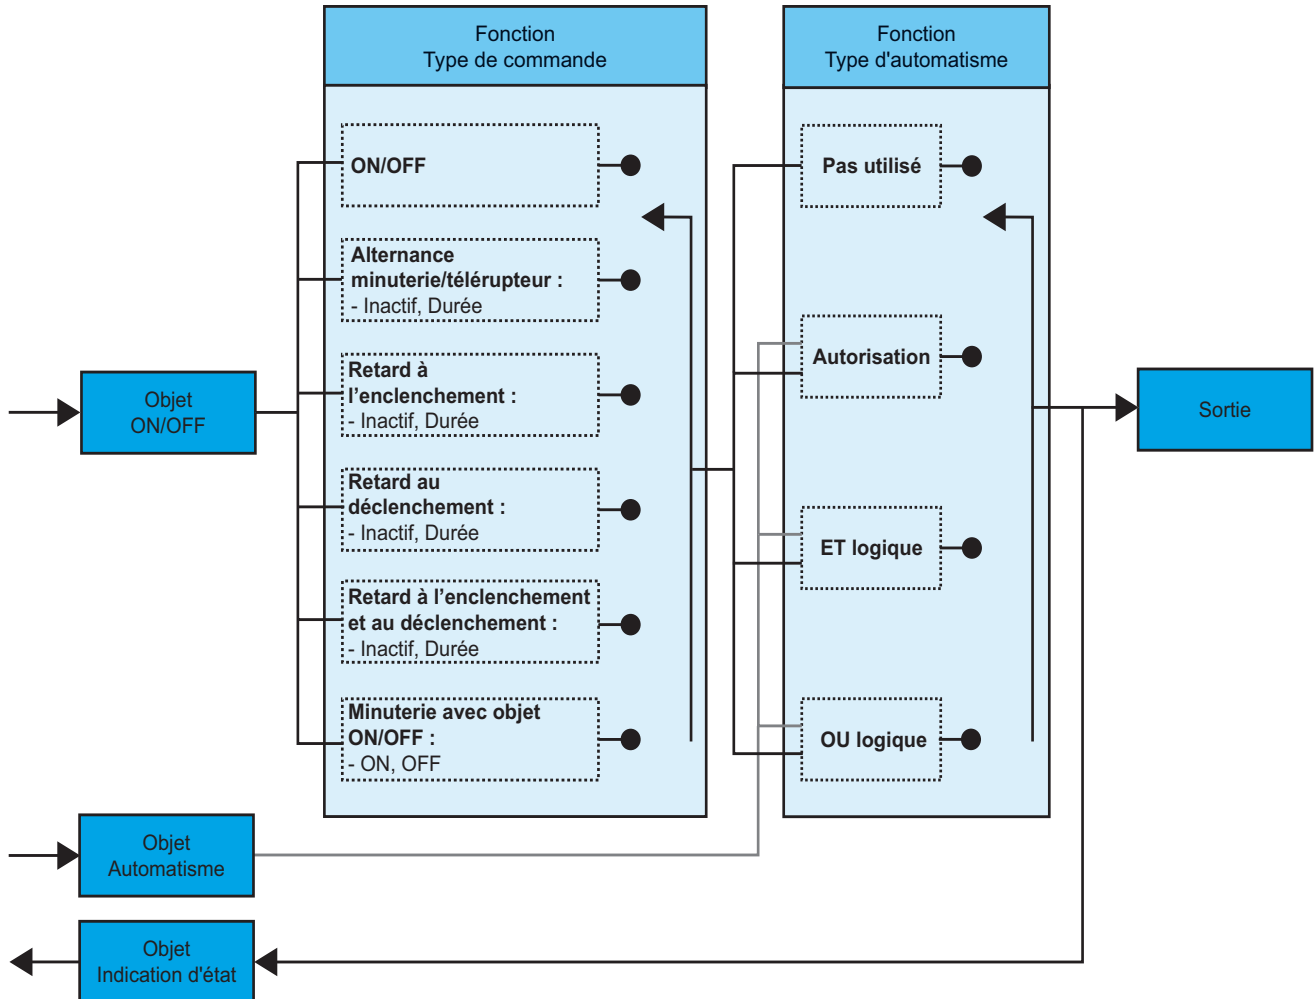 Fonction
Type de commande
Fonction
Type d'automatisme
ON/OFF
Alternance
minuterie/télérupteur :
- Inactif, Durée
Retard à
l’enclenchement :
- Inactif, Durée
Retard au
déclenchement :
- Inactif, Durée
Retard à l’enclenchement
et au déclenchement :
- Inactif, Durée
Minuterie avec objet
ON/OFF :
- ON, OFF
Pas utilisé
Autorisation
ET logique
OU logique
Objet
ON/OFF
Sortie
Objet
Automatisme
Objet
Indication d'état